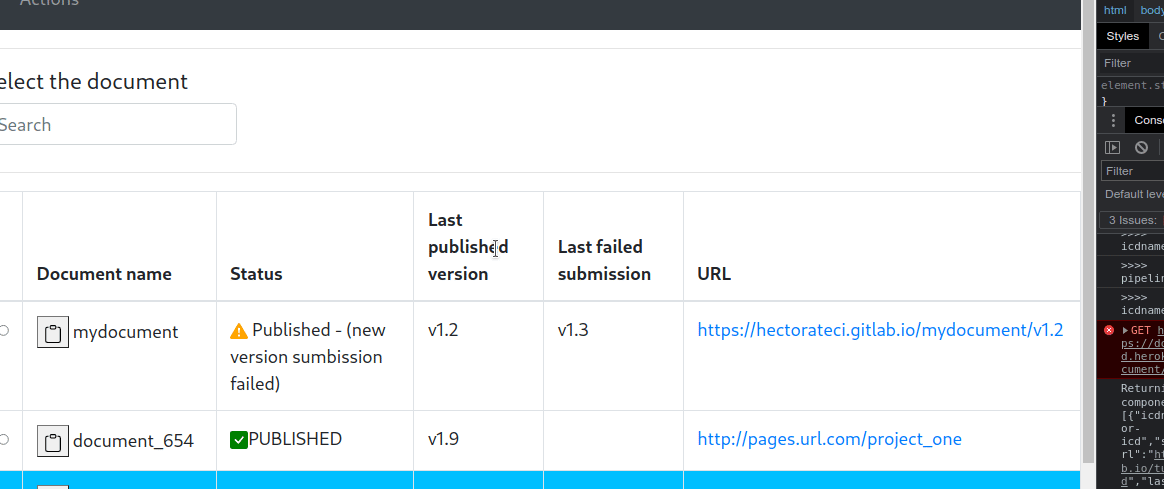 Actions
elect the document
Search
Document name
Status
Last
published
version
Last failed
submission
URL
mydocument
Published - (new
version sumbission
failed)
v1.2
v1.3
https://hectorateci.gitlab.io/mydocument/v1.2
document_654
PUBLISHED
v1.9
http://pages.url.com/project_one
html body
Styles
Filter
element.st
}
Conso
Filter
Default leve
3 Issues:
>>>>
icdname
>>>>
pipelin
>>>>
icdname
GET h
ps://do
d.herok
cument/
Returni
compone
[{"icdn
or-
icd","s
rl":"ht
b.io/tu
d","las